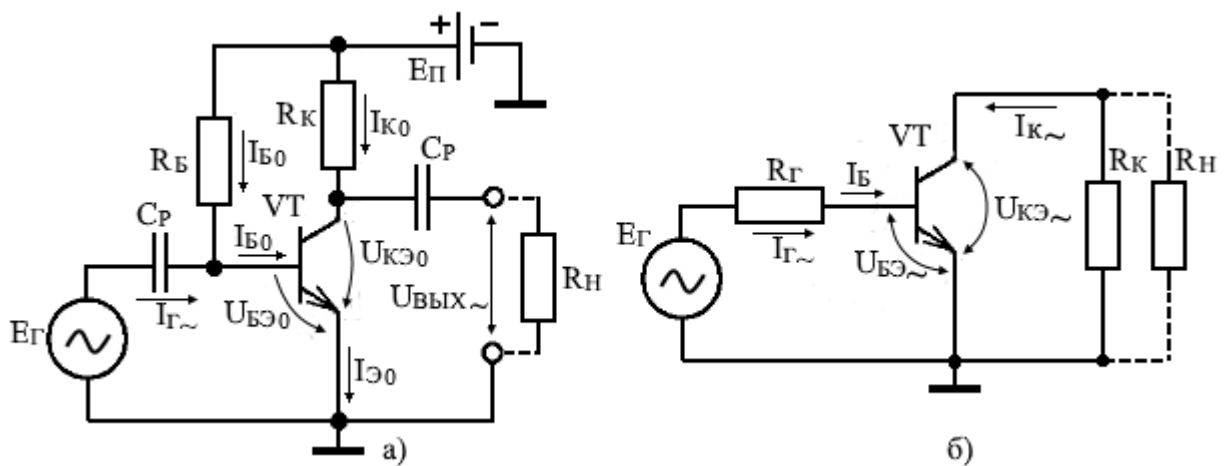 + −
EП
RК
IК0
RБ
IБ0
CР
VT
CР
IБ0
UКЭ0
UВЫХ~
RН
IГ~
UБЭ0
EГ
IЭ0
а)
VT
IК~
RГ
IБ
RК
RН
UКЭ~
EГ
IГ~
UБЭ~
б)